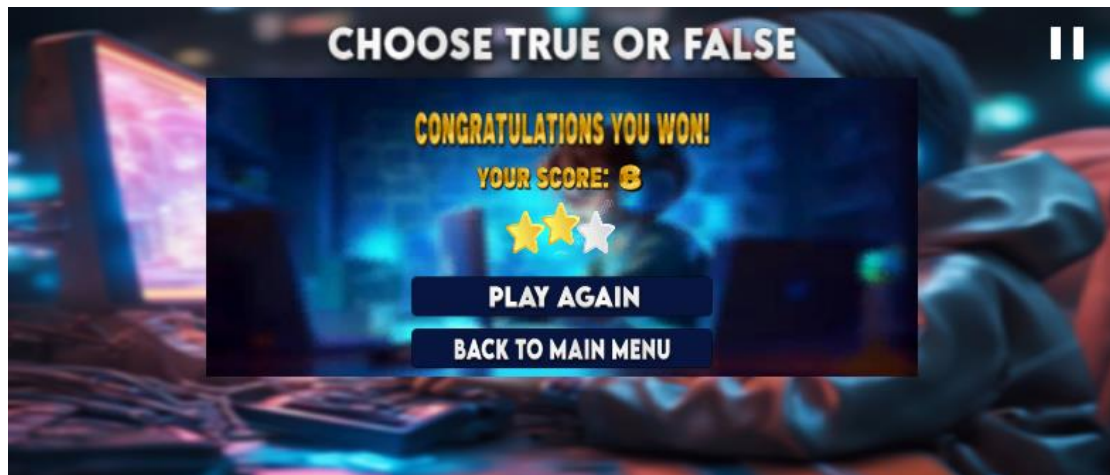 CHOOSE TRUE OR FALSE
CONGRATULATIONS YOU WON!
YOUR SCORE: 8
PLAY AGAIN
BACK TO MAIN MENU